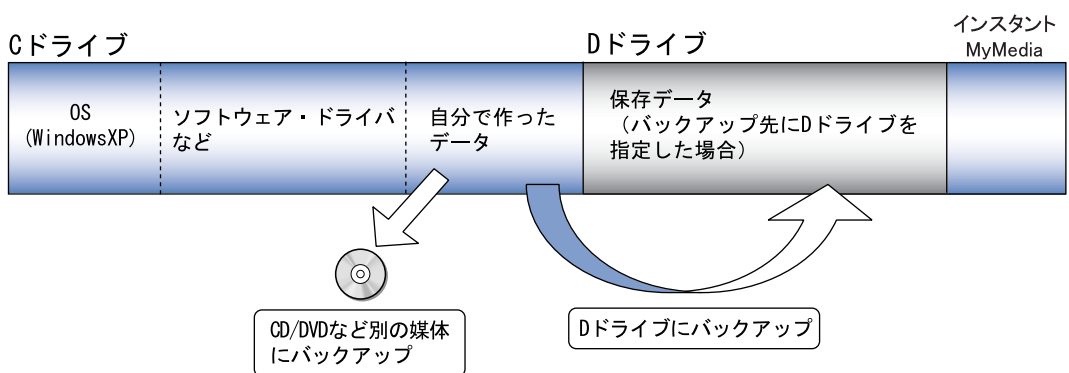 Cドライブ
Dドライブ
インスタント
MyMedia
OS
(WindowsXP)
ソフトウェア・ドライバ
など
自分で作った
データ
保存データ
（バックアップ先にDドライブを
指定した場合）
CD/DVDなど別の媒体
にバックアップ
Dドライブにバックアップ